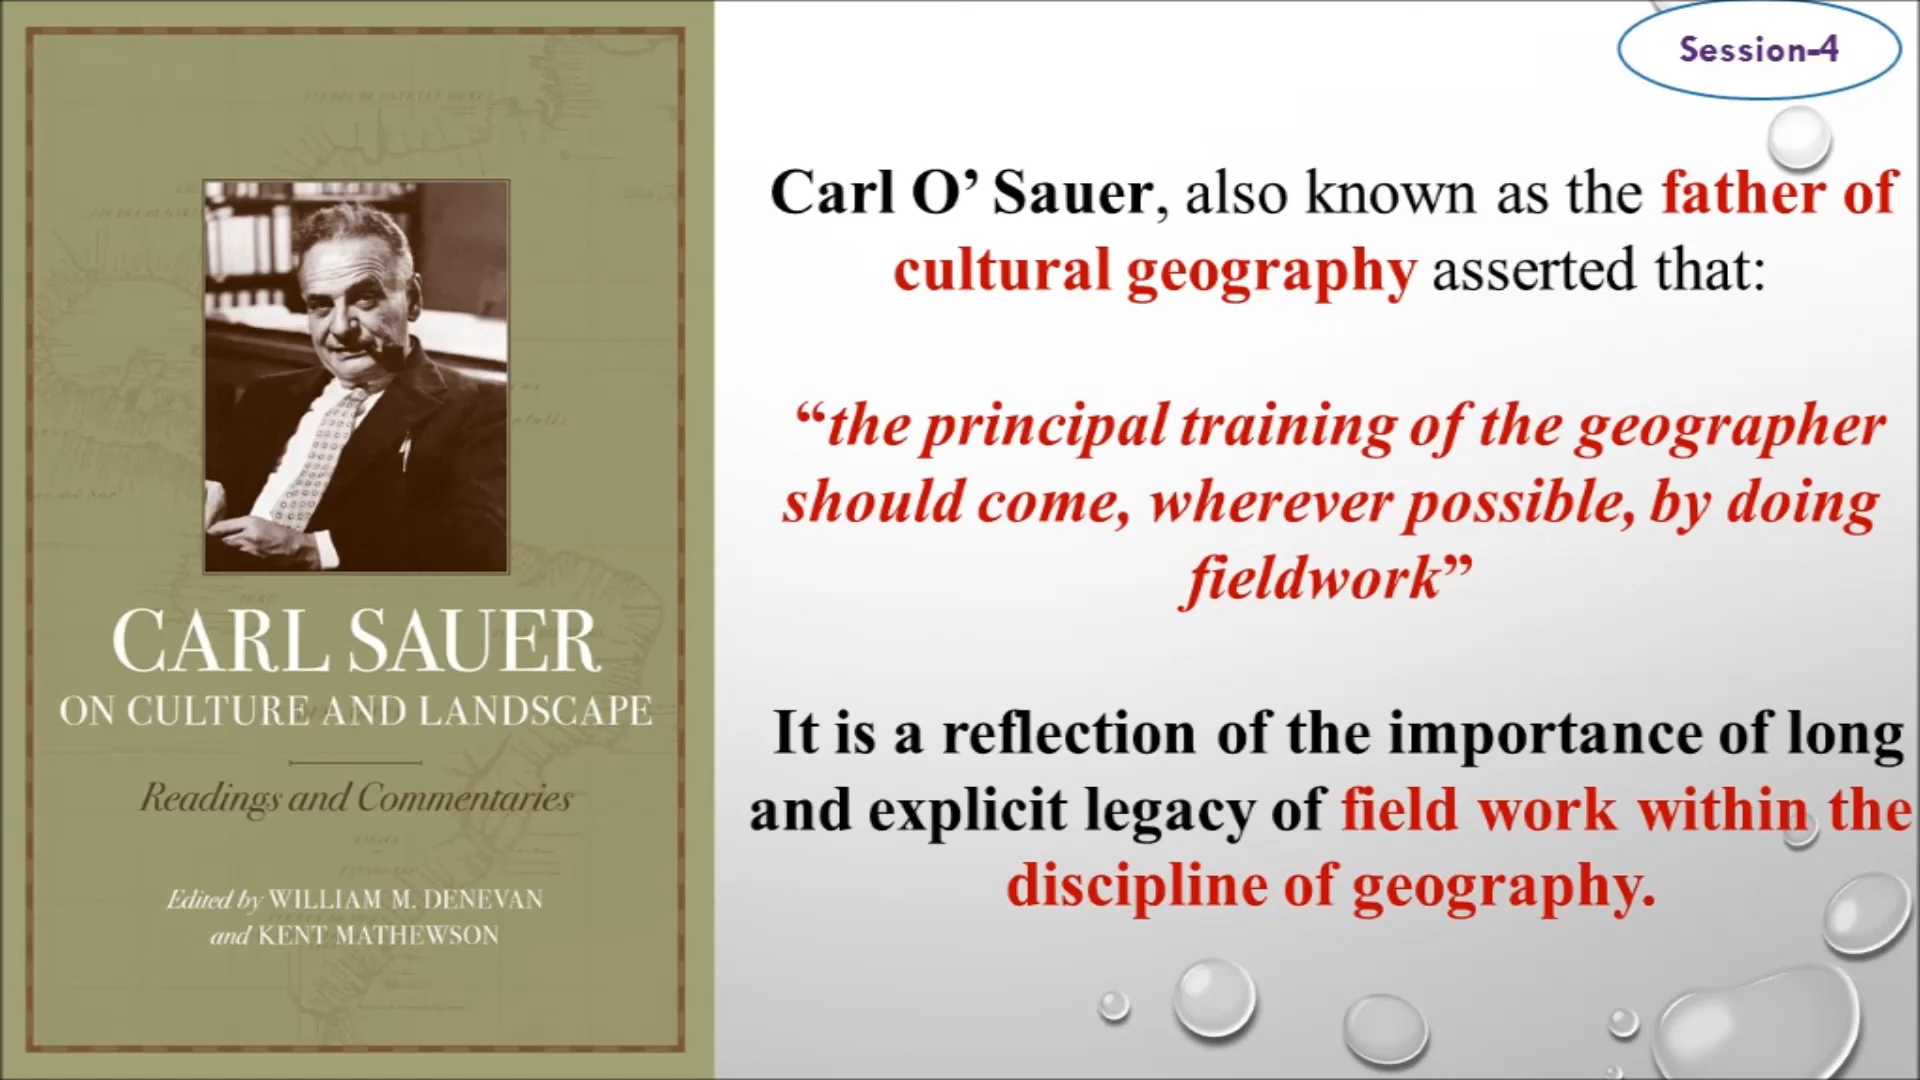 CARL SAUER
ON CULTURE AND LANDSCAPE
Readings and Commentaries
Edited by WILLIAM M. DENEVAN
and KENT MATHEWSON
Session-4
Carl O’ Sauer, also known as the father of
cultural geography asserted that:
“the principal training of the geographer
should come, wherever possible, by doing
fieldwork”
It is a reflection of the importance of long
and explicit legacy of field work within the
discipline of geography.